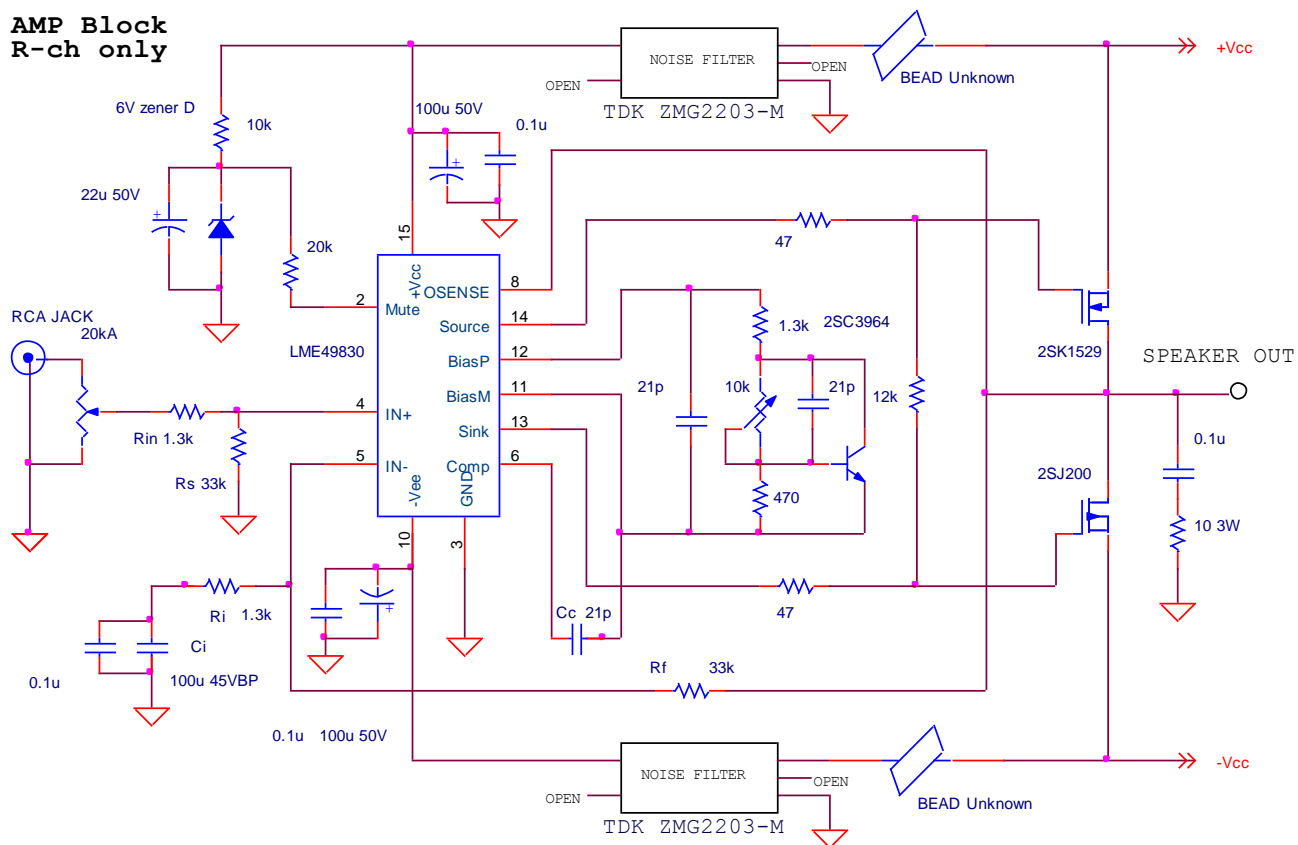 AMP Block
R-ch only
NOISE FILTER
OPEN
OPEN
TDK ZMG2203-M
BEAD Unknown
+Vcc
6V zener D
10k
100u 50V
0.1u
22u 50V
20k
15
+Vcc
47
2
Mute
OSENSE
8
Source
14
RCA JACK
20kA
LME49830
BiasP
12
1.3k
2SC3964
2SK1529
SPEAKER OUT
BiasM
11
21p
10k
21p
12k
4
IN+
Sink
13
Rin 1.3k
5
IN-
Comp
6
-Vee
GND
Rs 33k
470
0.1u
2SJ200
10 3W
10
3
Ri 1.3k
Cc 21p
47
Ci
0.1u
100u 45VBP
Rf 33k
0.1u 100u 50V
NOISE FILTER
OPEN
OPEN
TDK ZMG2203-M
BEAD Unknown
-Vcc
+
+
+